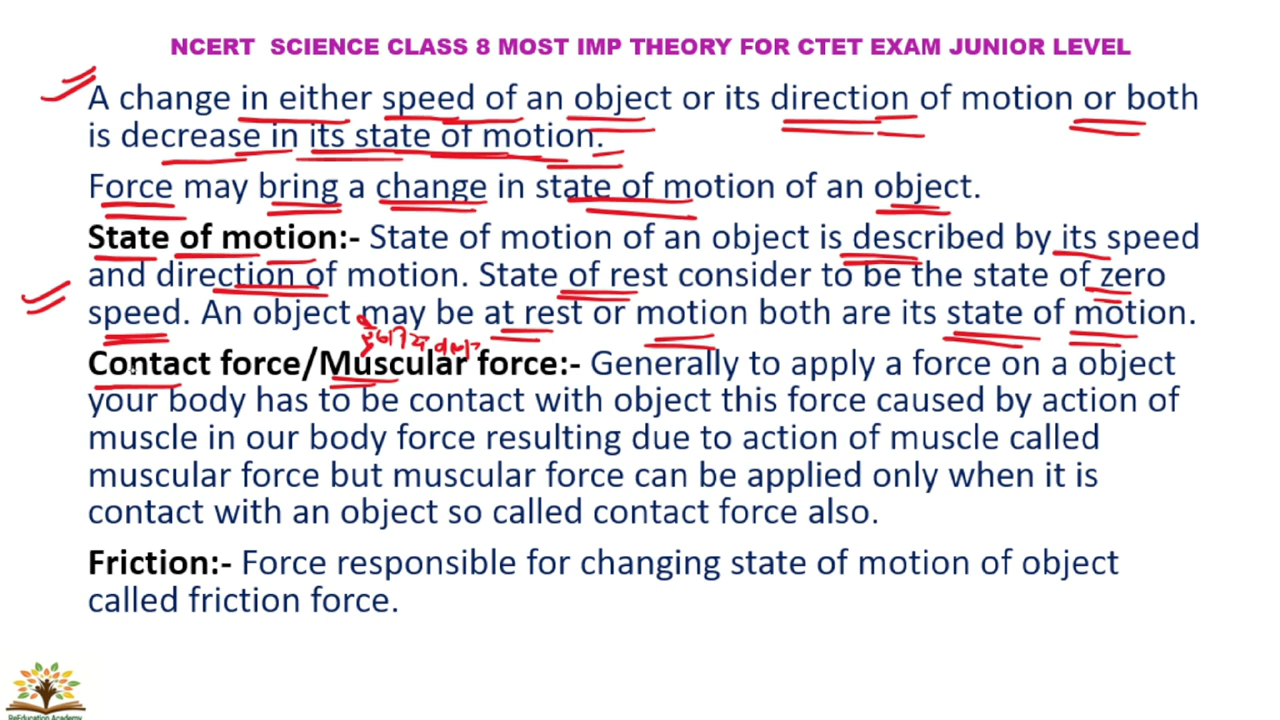 NCERT SCIENCE CLASS 8 MOST IMP THEORY FOR CTET EXAM JUNIOR LEVEL
A change in either speed of an object or its direction of motion or both
is decrease in its state of motion.
Force may bring a change in state of motion of an object.
State of motion:- State of motion of an object is described by its speed
and direction of motion. State of rest consider to be the state of zero
speed. An object may be at rest or motion both are its state of motion.
Contact force/Muscular force:- Generally to apply a force on a object
your body has to be contact with object this force caused by action of
muscle in our body force resulting due to action of muscle called
muscular force but muscular force can be applied only when it is
contact with an object so called contact force also.
Friction:- Force responsible for changing state of motion of object
called friction force.
BeEducation Academy